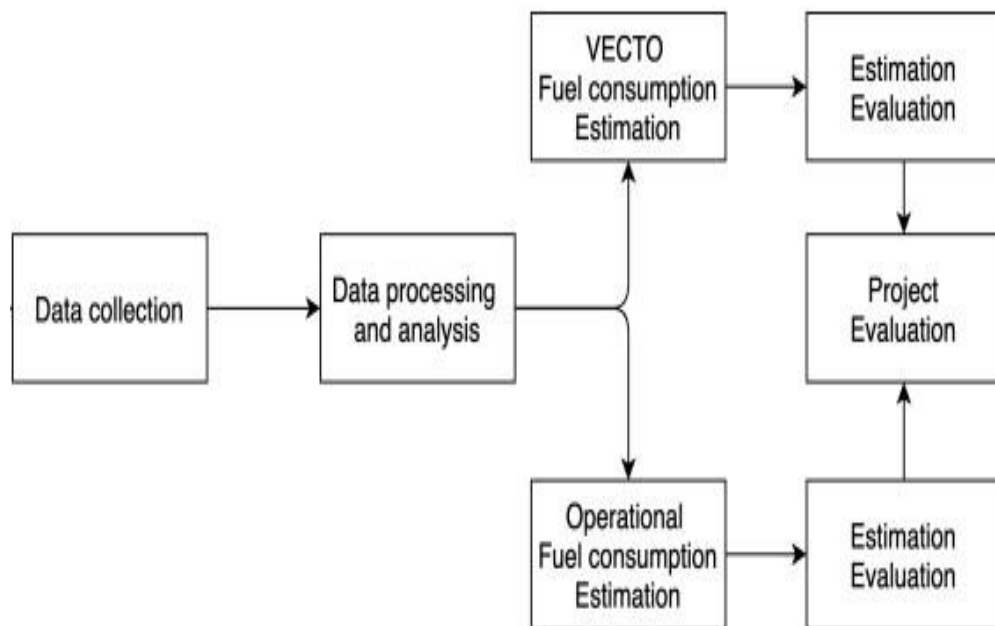 Data collection
Data processing
and analysis
VECTO
Fuel consumption
Estimation
Estimation
Evaluation
Operational
Fuel consumption
Estimation
Estimation
Evaluation
Project
Evaluation